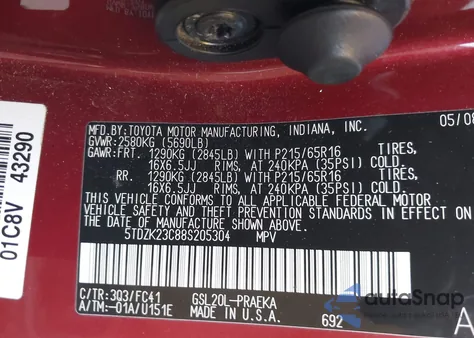 01C8V 43290
MFD.BY:TOYOTA MOTOR MANUFACTURING, INDIANA, INC. 05/08
GVWR: 2580KG (5690LB)
GAWR:FRT. 1290KG (2845LB) WITH P215/65R16 TIRES,
16X6.5JJ RIMS, AT 240KPA (35PSI) COLD.
RR. 1290KG (2845LB) WITH P215/65R16 TIRES,
16X6.5JJ RIMS, AT 240KPA (35PSI) COLD.
THIS VEHICLE CONFORMS TO ALL APPLICABLE FEDERAL MOTOR
VEHICLE SAFETY STANDARDS IN EFFECT ON
THE DATE OF MANUFACTURE SHOWN ABOVE.
5TDZK23C88S205304 MPV
C/TR:3Q3/FC41 GSL20L-PRAEKA
A/TM:-01A/U151E MADE IN U.S.A. 692 A
autoSnap